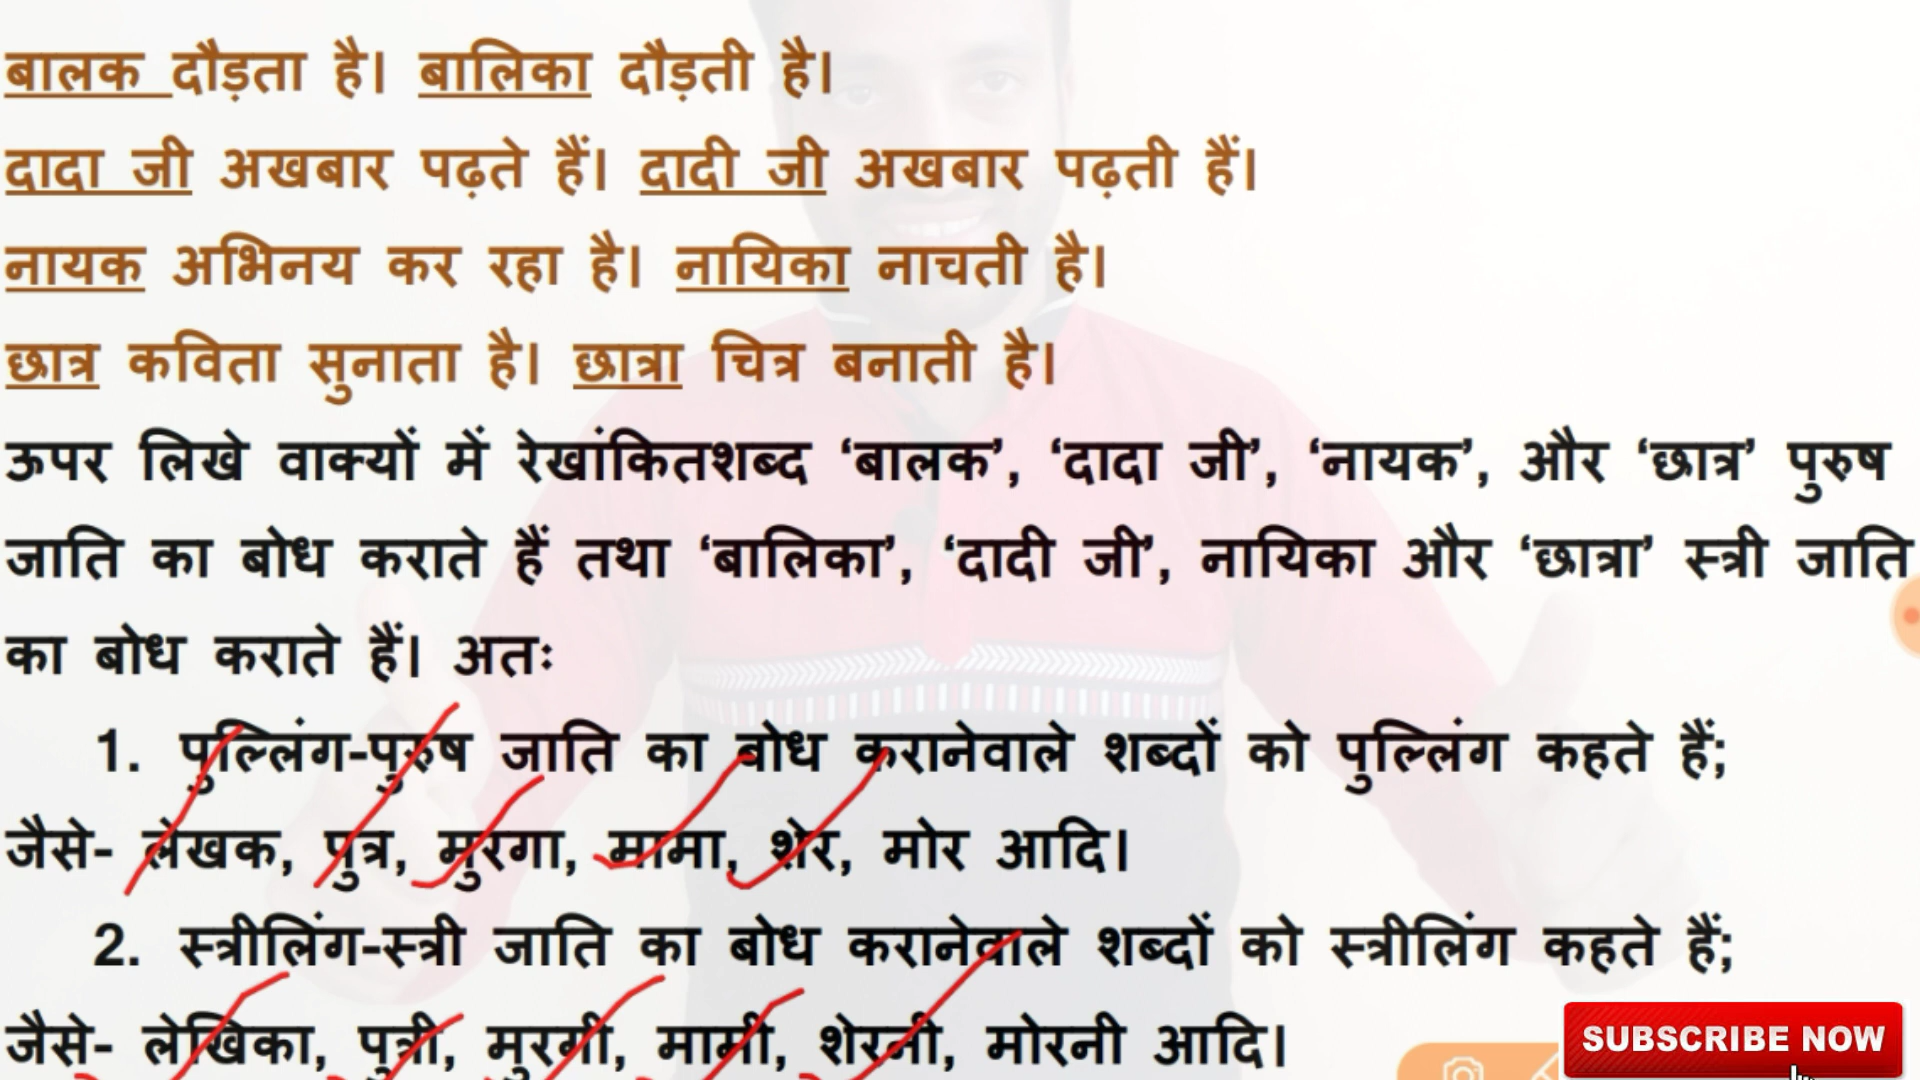 बालक दौड़ता है। बालिका दौड़ती है।
दादा जी अखबार पढ़ते हैं। दादी जी अखबार पढ़ती हैं।
नायक अभिनय कर रहा है। नायिका नाचती है।
छात्र कविता सुनाता है। छात्रा चित्र बनाती है।
ऊपर लिखे वाक्यों में रेखांकितशब्द ‘बालक’, ‘दादा जी’, ‘नायक’, और ‘छात्र’ पुरुष
जाति का बोध कराते हैं तथा ‘बालिका’, ‘दादी जी’, नायिका और ‘छात्रा’ स्त्री जाति
का बोध कराते हैं। अतः
1. पुल्लिंग-पुरुष जाति का बोध करानेवाले शब्दों को पुल्लिंग कहते हैं;
जैसे- लेखक, पुत्र, मुरगा, मामा, शेर, मोर आदि।
2. स्त्रीलिंग-स्त्री जाति का बोध करानेवाले शब्दों को स्त्रीलिंग कहते हैं;
जैसे- लेखिका, पुत्री, मुरगी, मामी, शेरनी, मोरनी आदि।
SUBSCRIBE NOW